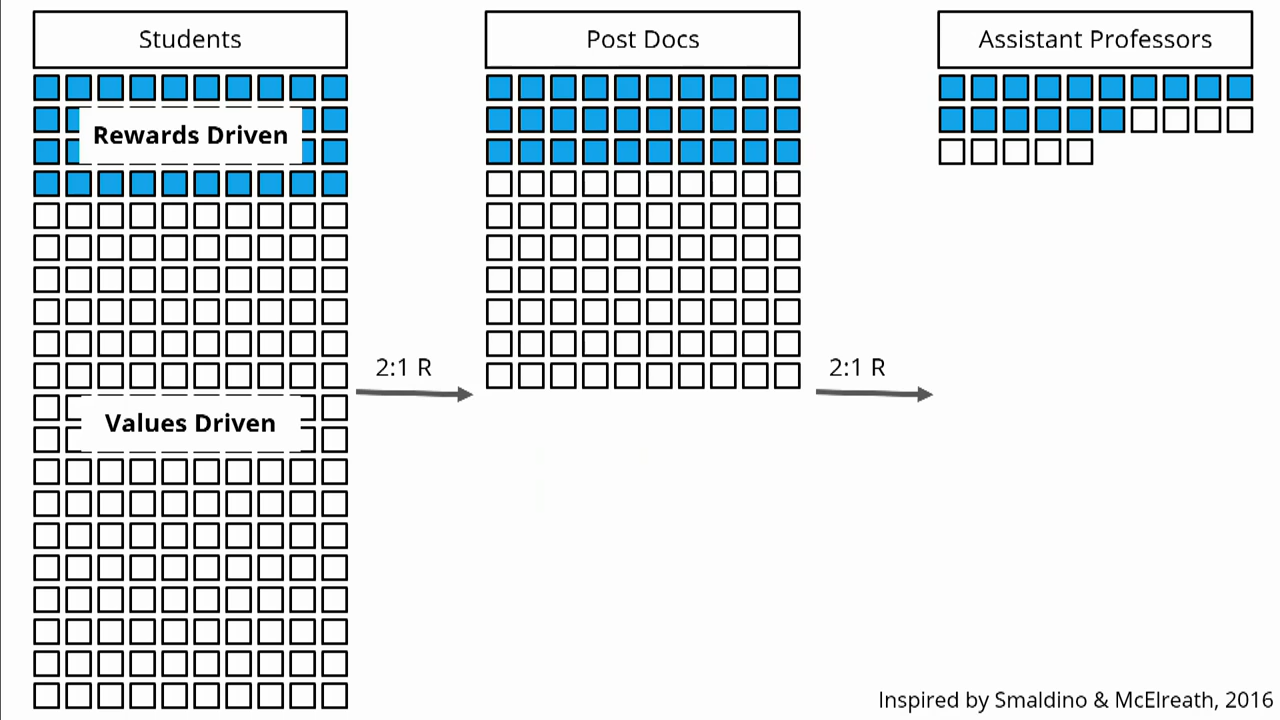 Students
Post Docs
Assistant Professors
Rewards Driven
2:1 R
2:1 R
Values Driven
Inspired by Smaldino & McElreath, 2016